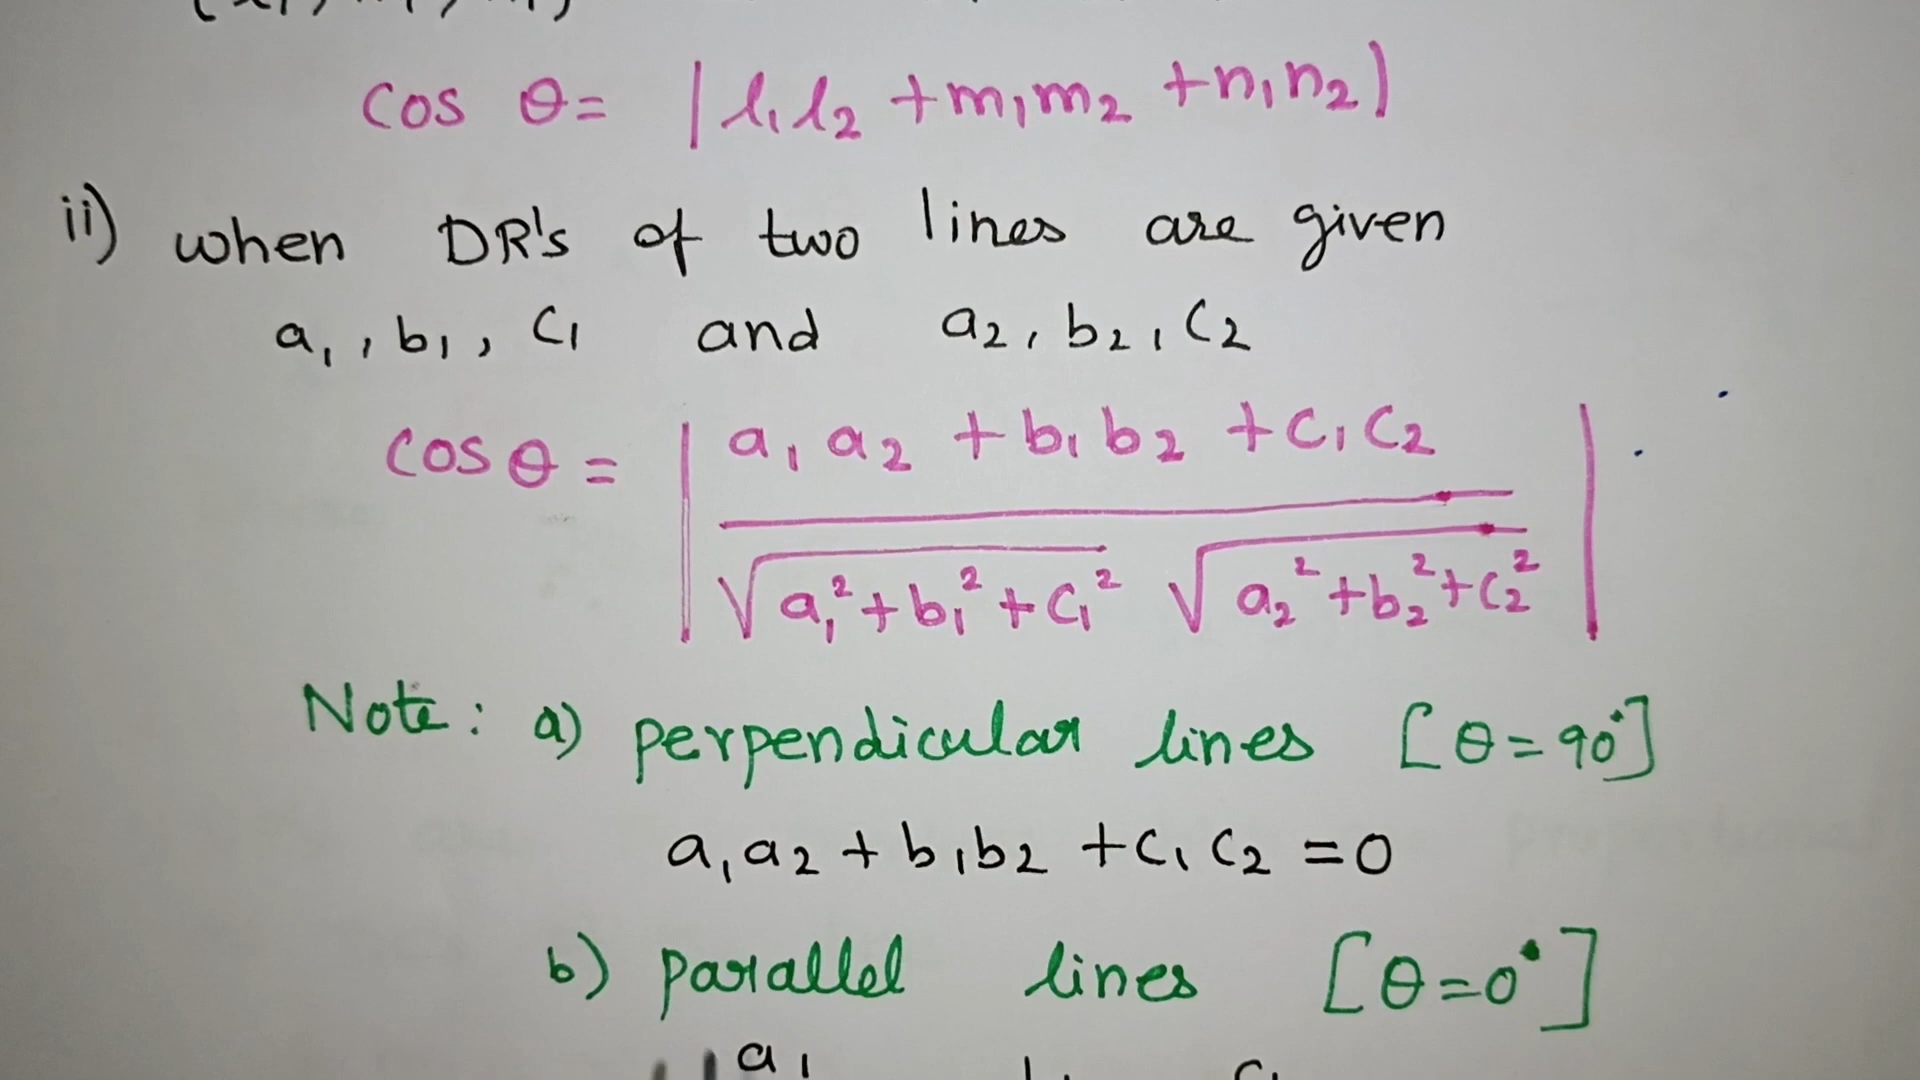 cos θ = | l₁l₂ + m₁m₂ + n₁n₂ |
ii) when DR's of two lines are given
a₁, b₁, c₁ and a₂, b₂, c₂
cos θ = | a₁a₂ + b₁b₂ + c₁c₂ |
√a₁²+b₁²+c₁² √a₂²+b₂²+c₂²
Note: a) perpendicular lines [θ=90°]
a₁a₂ + b₁b₂ + c₁c₂ = 0
b) parallel lines [θ=0°]
a₁